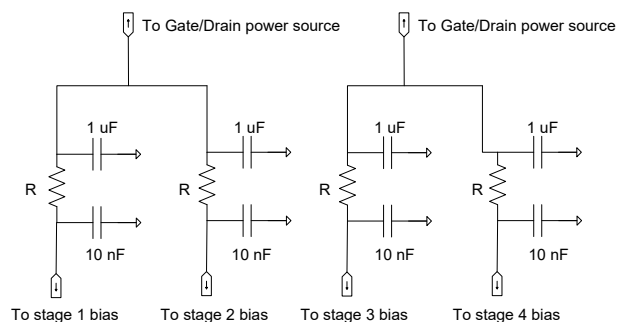 To Gate/Drain power source To Gate/Drain power source
1 uF 1 uF 1 uF 1 uF
R R R R
10 nF 10 nF 10 nF 10 nF
To stage 1 bias To stage 2 bias To stage 3 bias To stage 4 bias